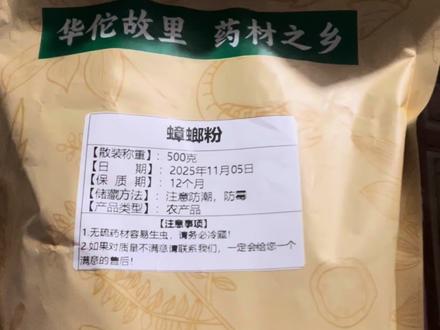 华佗故里 药材之乡
蟑螂粉
【散装称重】：500克
【日 期】：2025年11月05日
【保 质 期】：12个月
【储藏方法】：注意防潮，防霉
【产品类型】：农产品
【注意事项】
1.无硫药材容易生虫，请务必冷藏！
2.如果对质量不满意请联系我们，一定会给您一个
满意的售后！